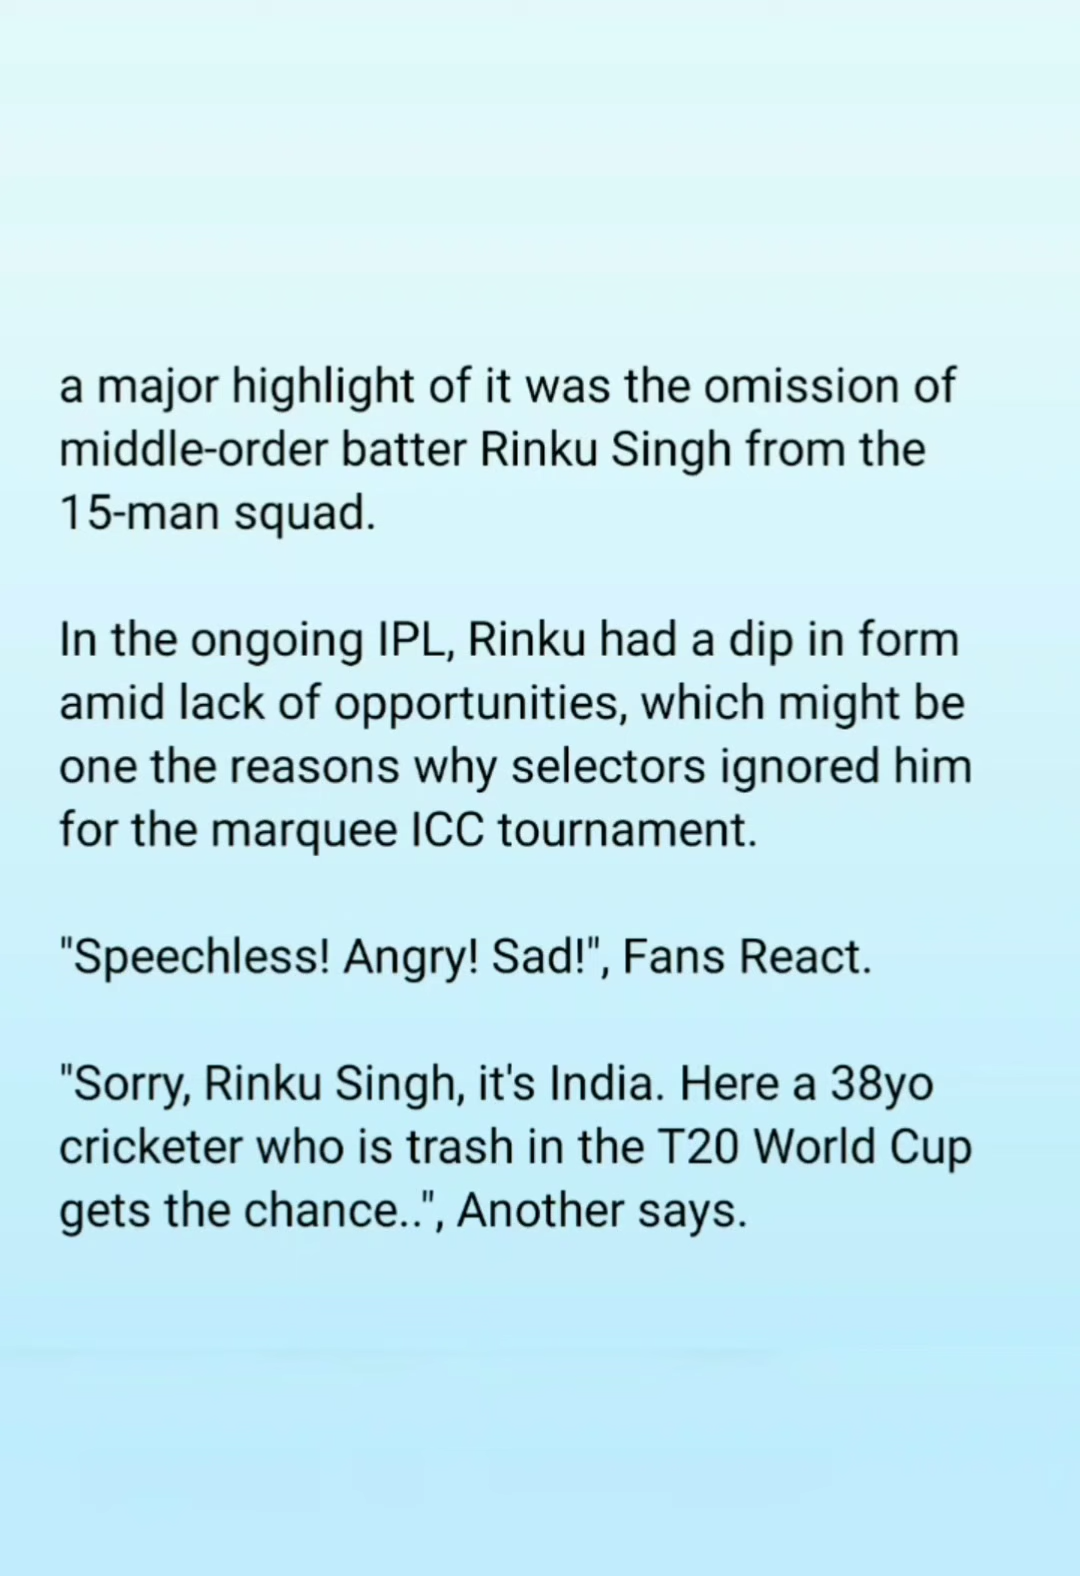 a major highlight of it was the omission of
middle-order batter Rinku Singh from the
15-man squad.
In the ongoing IPL, Rinku had a dip in form
amid lack of opportunities, which might be
one the reasons why selectors ignored him
for the marquee ICC tournament.
"Speechless! Angry! Sad!", Fans React.
"Sorry, Rinku Singh, it's India. Here a 38yo
cricketer who is trash in the T20 World Cup
gets the chance..", Another says.